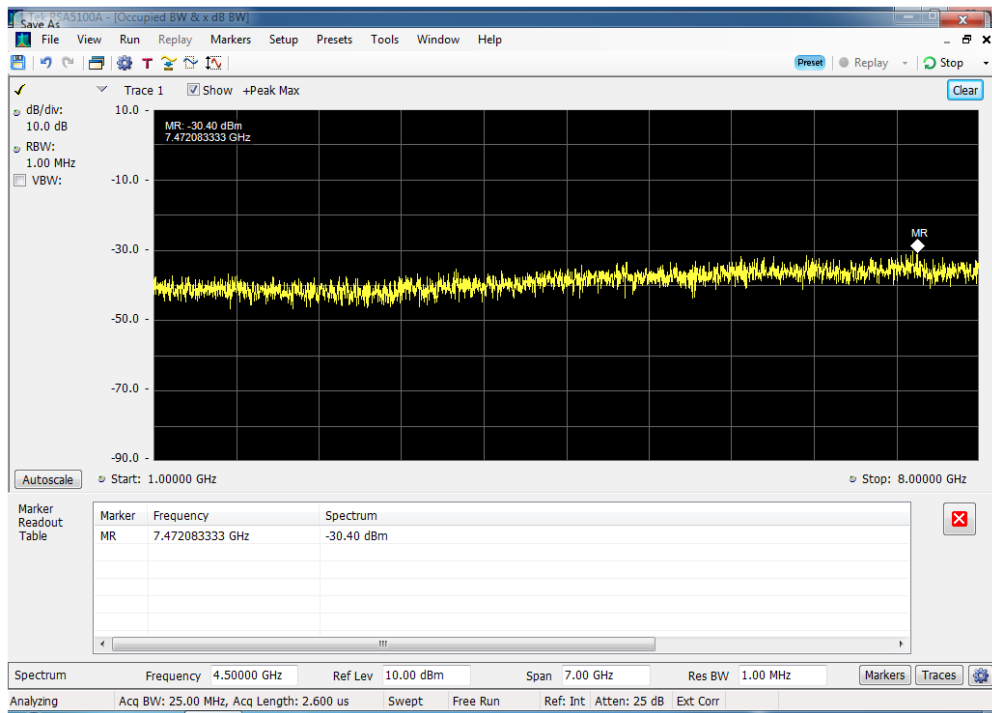 Tek RSA5100A - [Occupied BW & x dB BW]
Save As
File View Run Replay Markers Setup Presets Tools Window Help
T
Preset Replay Stop
Trace 1 Show +Peak Max
Clear
dB/div:
10.0 dB
RBW:
1.00 MHz
VBW:
10.0 -
-10.0 -
-30.0 -
-50.0 -
-70.0 -
-90.0 -
MR: -30.40 dBm
7.472083333 GHz
MR
Autoscale
Start: 1.00000 GHz
Stop: 8.00000 GHz
Marker
Readout
Table
Marker Frequency Spectrum
MR 7.472083333 GHz -30.40 dBm
Spectrum Frequency 4.50000 GHz Ref Lev 10.00 dBm Span 7.00 GHz Res BW 1.00 MHz Markers Traces
Analyzing Acq BW: 25.00 MHz, Acq Length: 2.600 us Swept Free Run Ref: Int Atten: 25 dB Ext Corr